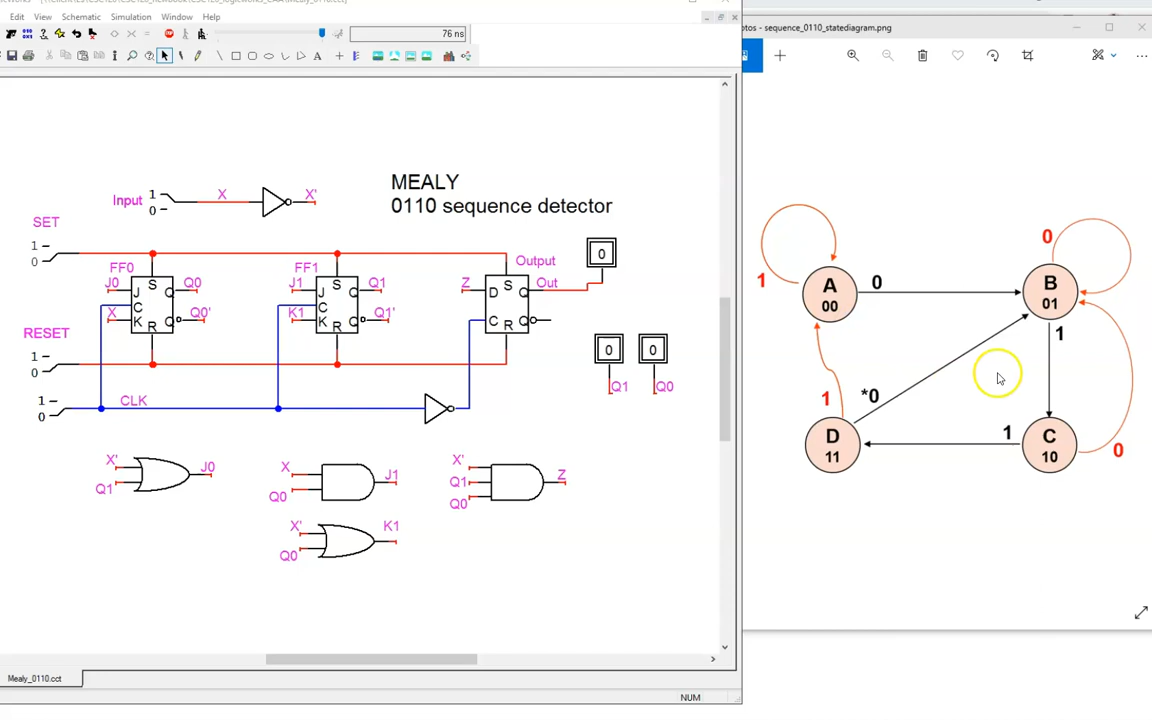 Edit View Schematic Simulation Window Help
76 ns
MEALY
0110 sequence detector
Input 1 0 X X'
SET
1
0
FF0 FF1 Output
J0 J S Q Q0 J1 J S Q Q1 Z D S Q Out 0
C C
X K R Q Q0' K1 K R Q Q1' C R Q
RESET
1
0
0 0
Q1 Q0
1
0
CLK
X' Q1 J0
X Q0 J1
X' Q1 Q0 Z
X' Q0 K1
Mealy_0110.cct
NUM
otos - sequence_0110_statediagram.png
1
A
00
0
0
B
01
1
1
*0
D
11
1
C
10
0